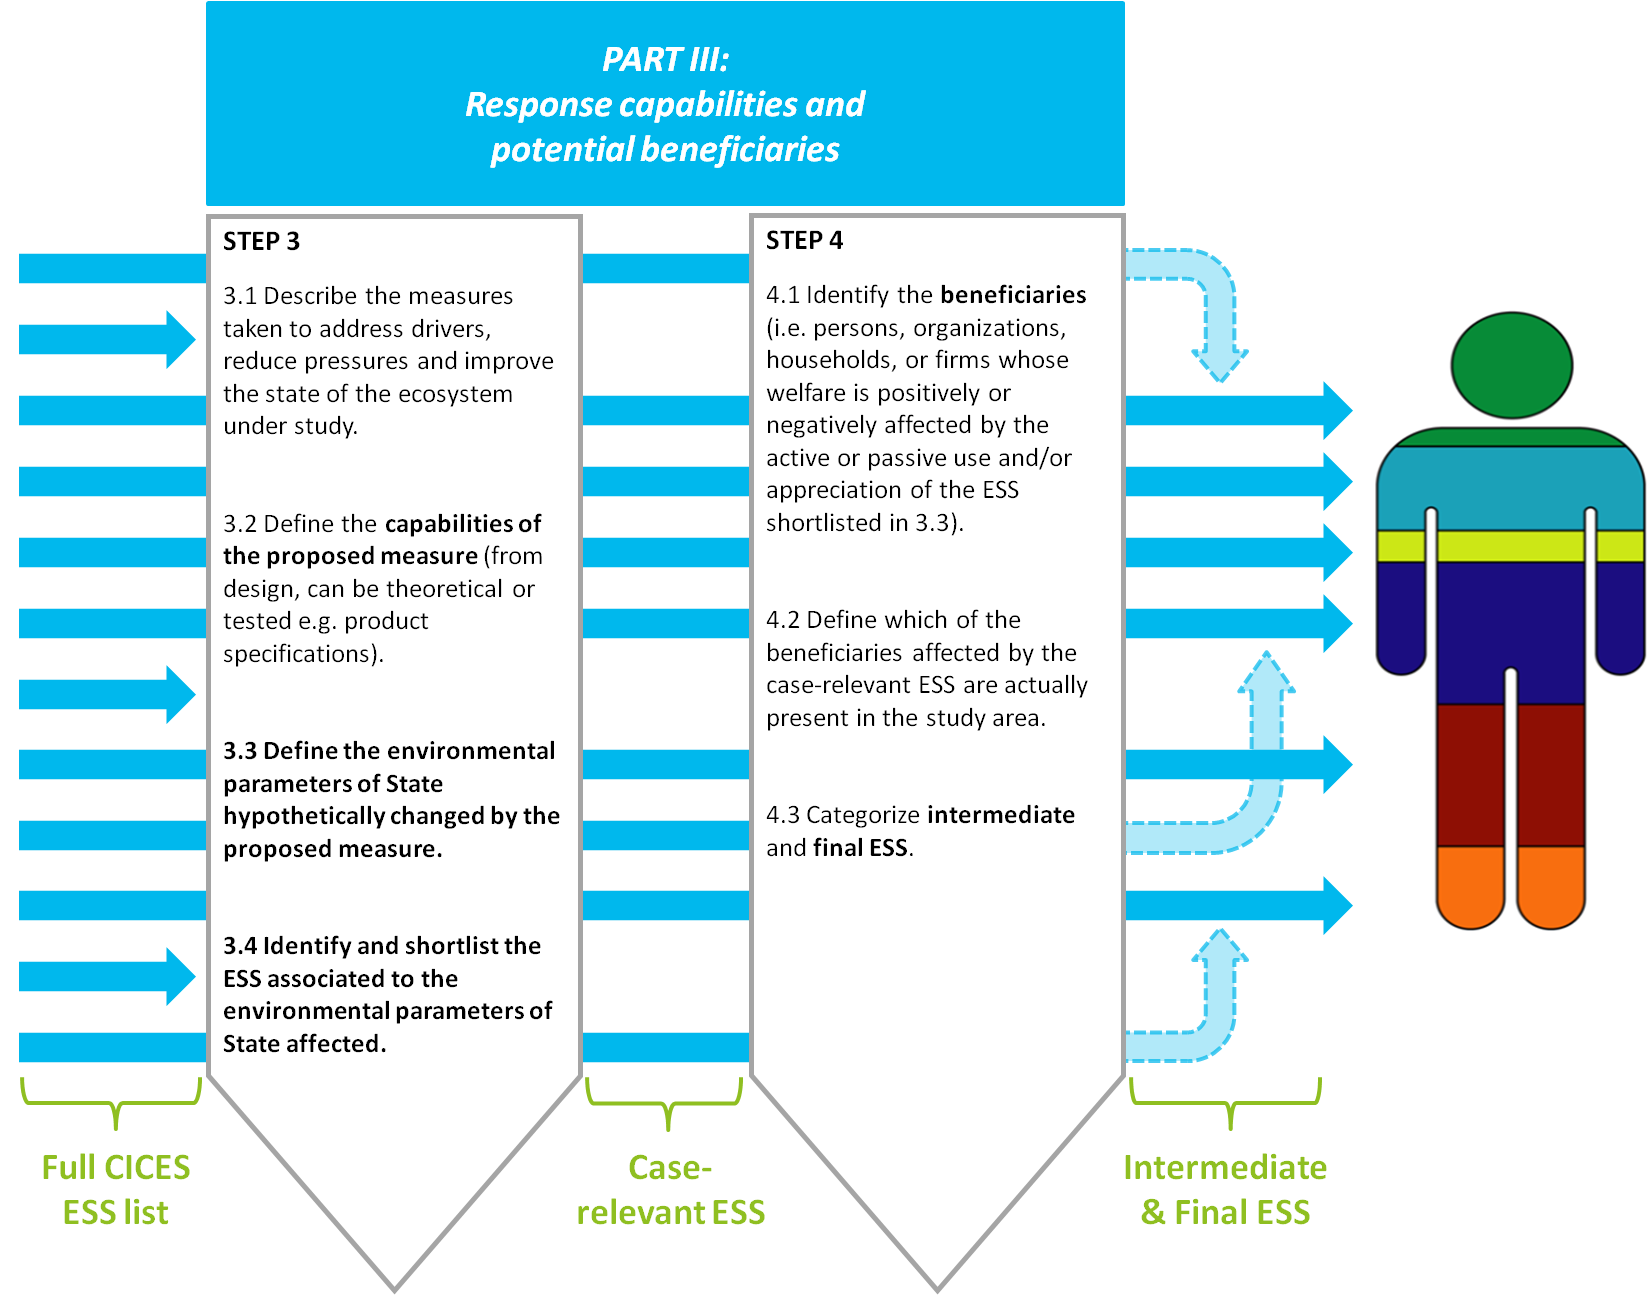 PART III:
Response capabilities and
potential beneficiaries
STEP 3
3.1 Describe the measures
taken to address drivers,
reduce pressures and improve
the state of the ecosystem
under study.
3.2 Define the capabilities of
the proposed measure (from
design, can be theoretical or
tested e.g. product
specifications).
3.3 Define the environmental
parameters of State
hypothetically changed by the
proposed measure.
3.4 Identify and shortlist the
ESS associated to the
environmental parameters of
State affected.
STEP 4
4.1 Identify the beneficiaries
(i.e. persons, organizations,
households, or firms whose
welfare is positively or
negatively affected by the
active or passive use and/or
appreciation of the ESS
shortlisted in 3.3).
4.2 Define which of the
beneficiaries affected by the
case-relevant ESS are actually
present in the study area.
4.3 Categorize intermediate
and final ESS.
Full CICES
ESS list
Case-
relevant ESS
Intermediate
& Final ESS